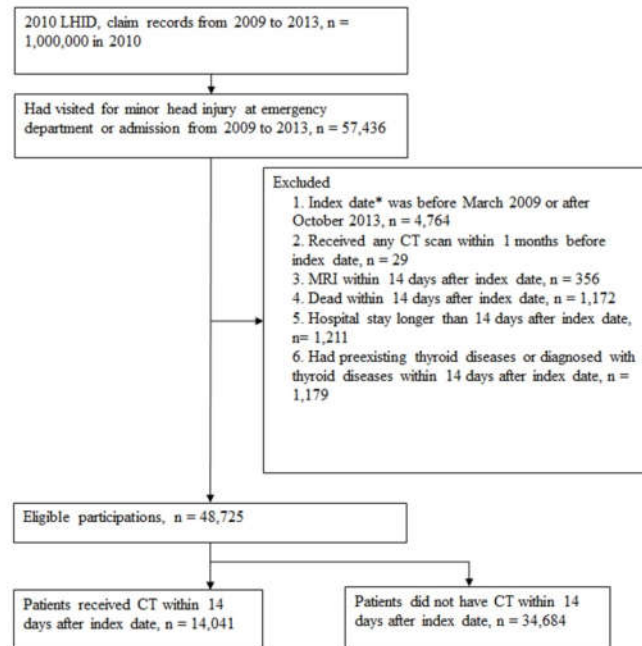 2010 LHID, claim records from 2009 to 2013, n =
1,000,000 in 2010
Had visited for minor head injury at emergency
department or admission from 2009 to 2013, n = 57,436
Excluded
1. Index date* was before March 2009 or after
October 2013, n = 4,764
2. Received any CT scan within 1 months before
index date, n = 29
3. MRI within 14 days after index date, n = 356
4. Dead within 14 days after index date, n = 1,172
5. Hospital stay longer than 14 days after index date,
n= 1,211
6. Had preexisting thyroid diseases or diagnosed with
thyroid diseases within 14 days after index date, n =
1,179
Eligible participations, n = 48,725
Patients received CT within 14
days after index date, n = 14,041
Patients did not have CT within 14
days after index date, n = 34,684